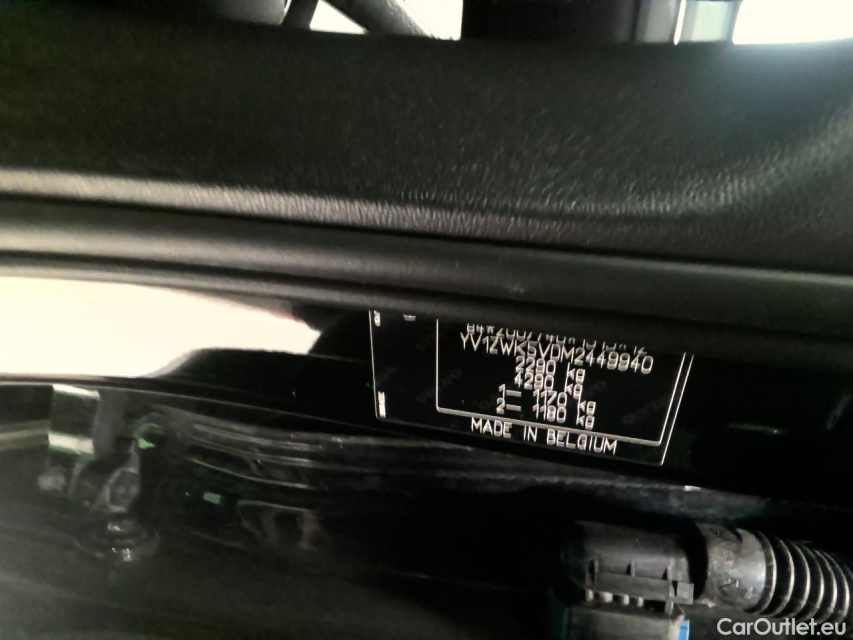 YV1ZWK5VDM2449940
2290 kg
4290 kg
1- 1170 kg
2- 1180 kg
MADE IN BELGIUM
CarOutlet.eu